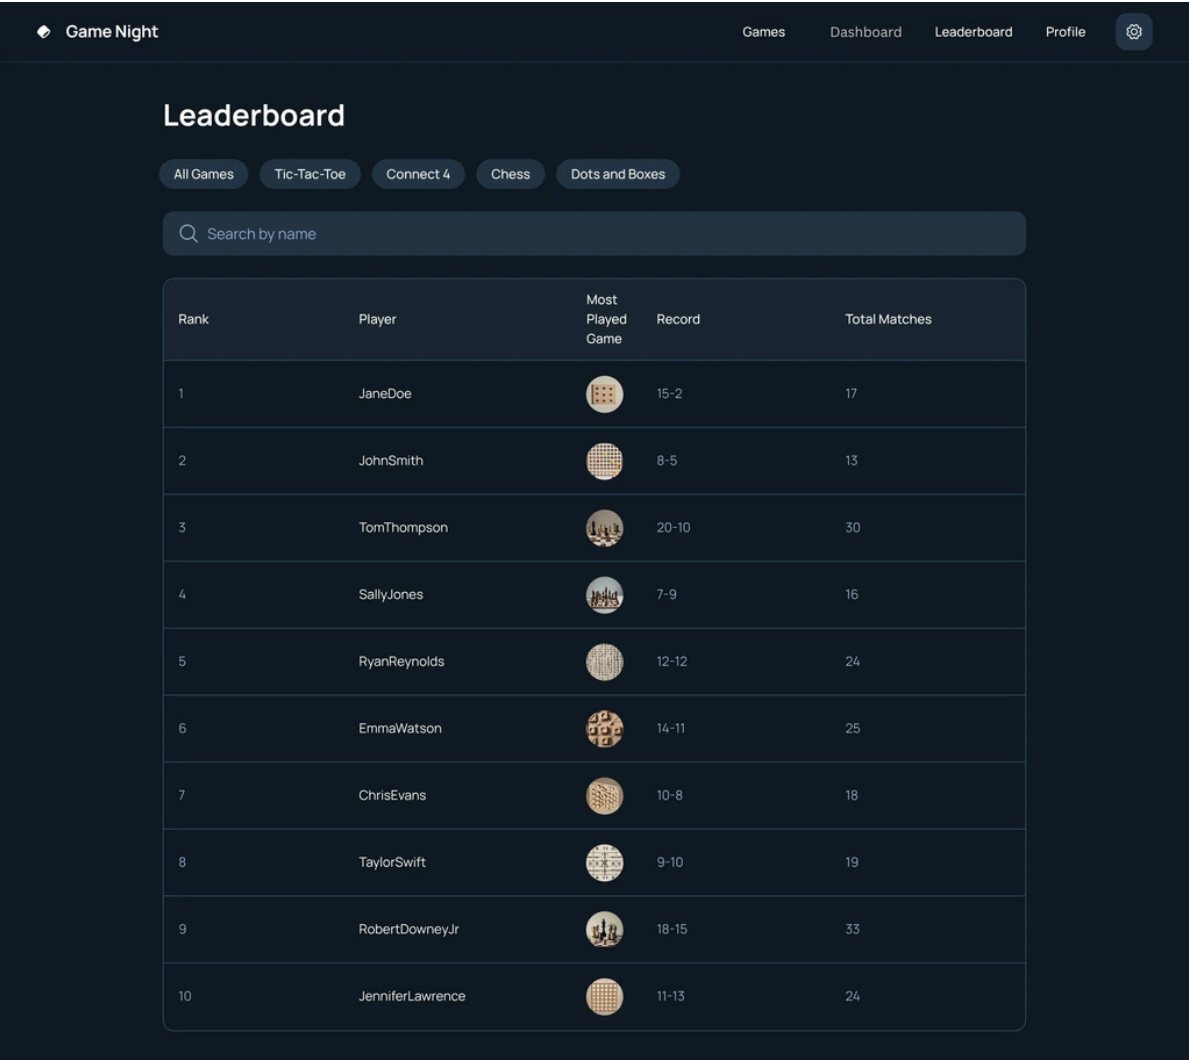 Game Night
Games Dashboard Leaderboard Profile
Leaderboard
All Games Tic-Tac-Toe Connect 4 Chess Dots and Boxes
Search by name
Rank Player Most Played Game Record Total Matches
1 JaneDoe 15-2 17
2 JohnSmith 8-5 13
3 TomThompson 20-10 30
4 SallyJones 7-9 16
5 RyanReynolds 12-12 24
6 EmmaWatson 14-11 25
7 ChrisEvans 10-8 18
8 TaylorSwift 9-10 19
9 RobertDowneyJr 18-15 33
10 JenniferLawrence 11-13 24